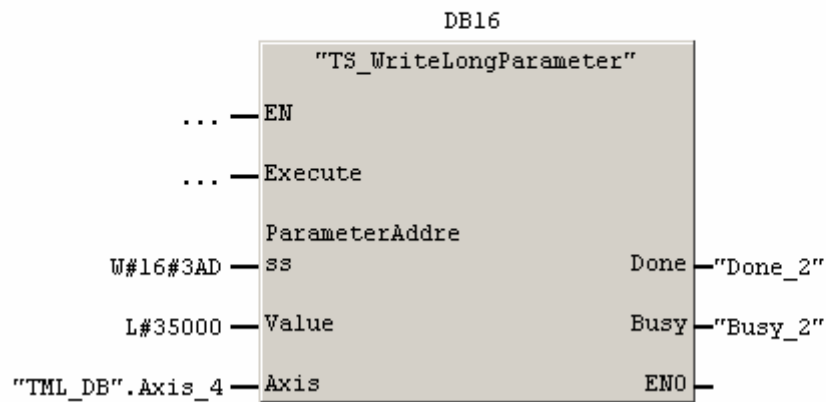 DB16
"TS_WriteLongParameter"
... EN
... Execute
ParameterAddre
W#16#3AD ss Done "Done_2"
L#35000 Value Busy "Busy_2"
"TML_DB".Axis_4 Axis ENO